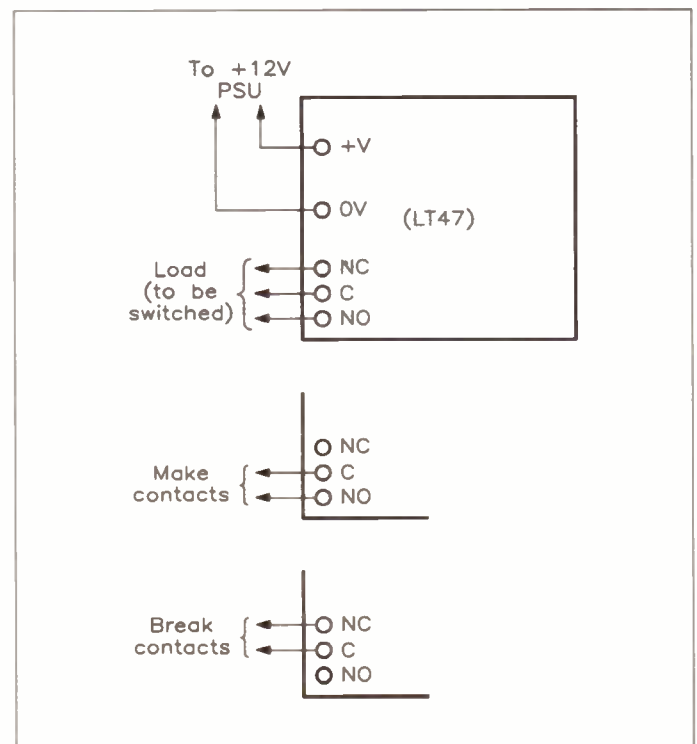 To +12V
PSU
+V
0V
(LT47)
Load
(to be
switched)
NC
C
NO
Make
contacts
NC
C
NO
Break
contacts
NC
C
NO